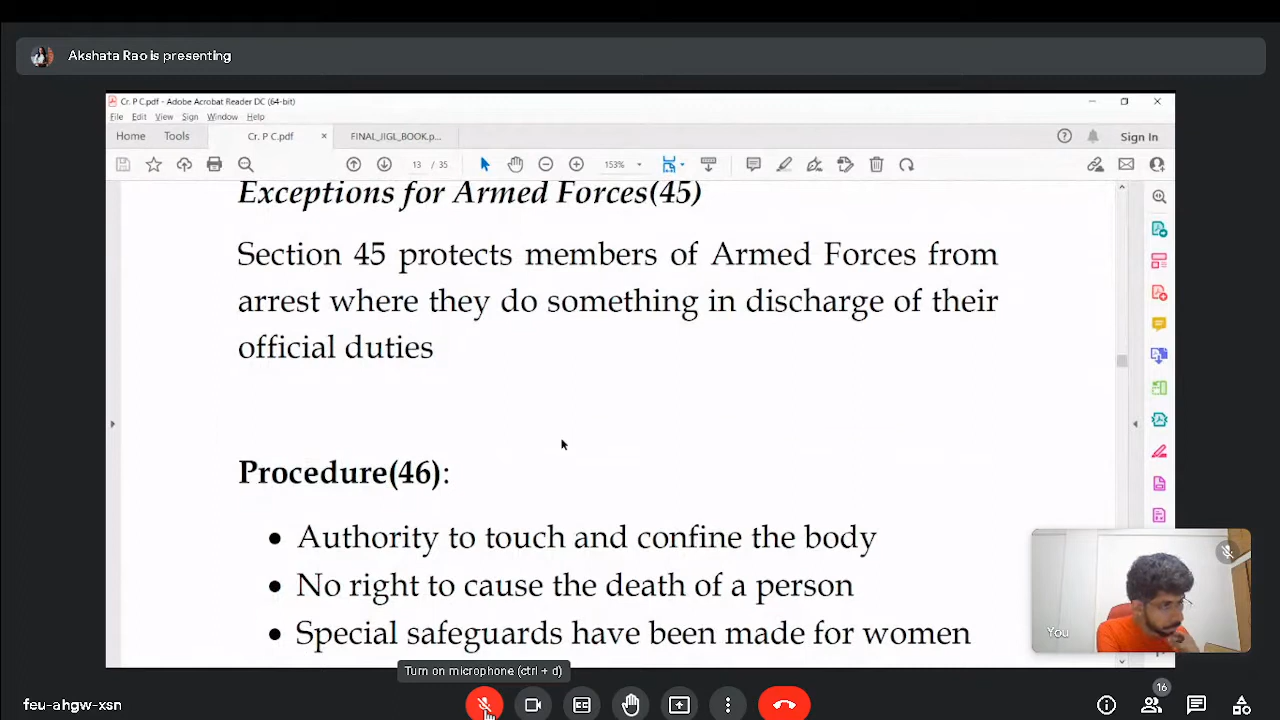 Akshata Rao is presenting
Cr. P C.pdf - Adobe Acrobat Reader DC (64-bit)
File Edit View Sign Window Help
Home Tools Cr. P C.pdf × FINAL_IIGL_BOOK.p... Sign In
13 / 35 153%
Exceptions for Armed Forces(45)
Section 45 protects members of Armed Forces from
arrest where they do something in discharge of their
official duties
Procedure(46):
• Authority to touch and confine the body
• No right to cause the death of a person
• Special safeguards have been made for women
You
Turn on microphone (ctrl + d)
feu-ahgw-xsn
16